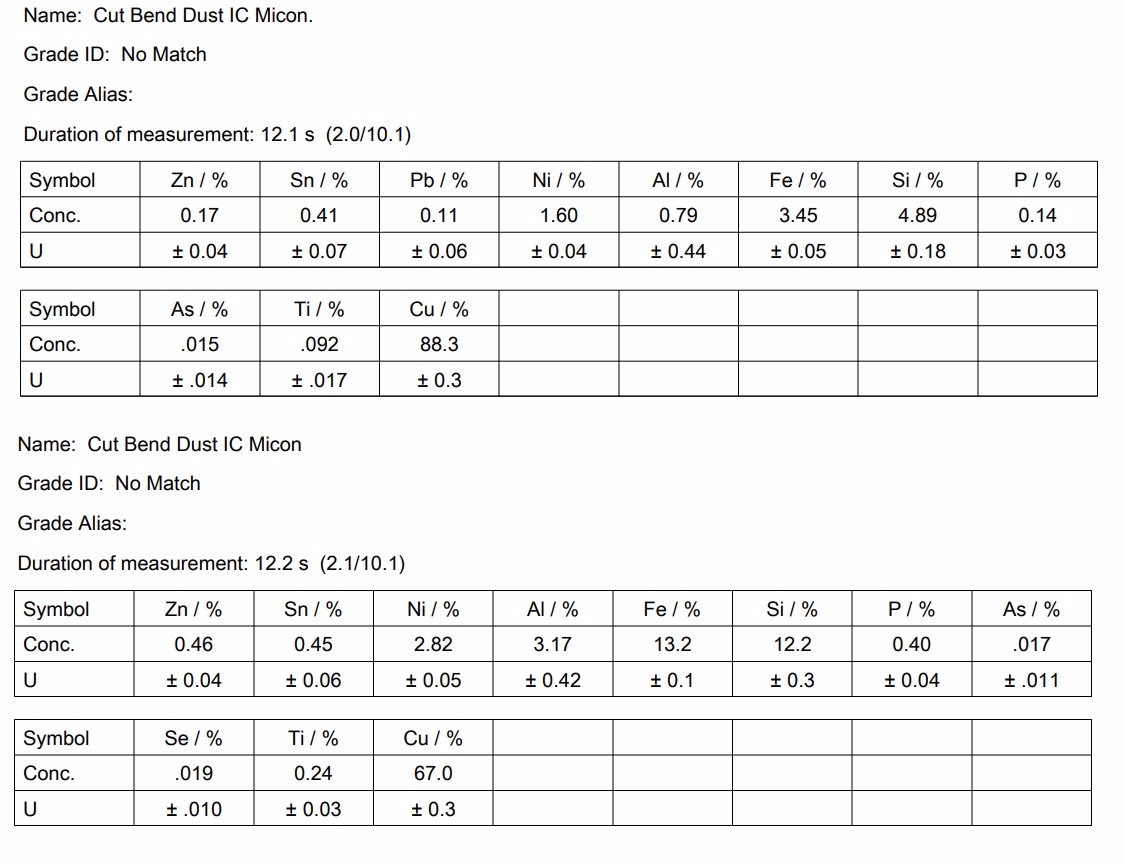 Name: Cut Bend Dust IC Micon.
Grade ID: No Match
Grade Alias:
Duration of measurement: 12.1 s (2.0/10.1)
Symbol Zn / % Sn / % Pb / % Ni / % Al / % Fe / % Si / % P / %
Conc. 0.17 0.41 0.11 1.60 0.79 3.45 4.89 0.14
U ± 0.04 ± 0.07 ± 0.06 ± 0.04 ± 0.44 ± 0.05 ± 0.18 ± 0.03
Symbol As / % Ti / % Cu / %
Conc. .015 .092 88.3
U ± .014 ± .017 ± 0.3
Name: Cut Bend Dust IC Micon
Grade ID: No Match
Grade Alias:
Duration of measurement: 12.2 s (2.1/10.1)
Symbol Zn / % Sn / % Ni / % Al / % Fe / % Si / % P / % As / %
Conc. 0.46 0.45 2.82 3.17 13.2 12.2 0.40 .017
U ± 0.04 ± 0.06 ± 0.05 ± 0.42 ± 0.1 ± 0.3 ± 0.04 ± .011
Symbol Se / % Ti / % Cu / %
Conc. .019 0.24 67.0
U ± .010 ± 0.03 ± 0.3